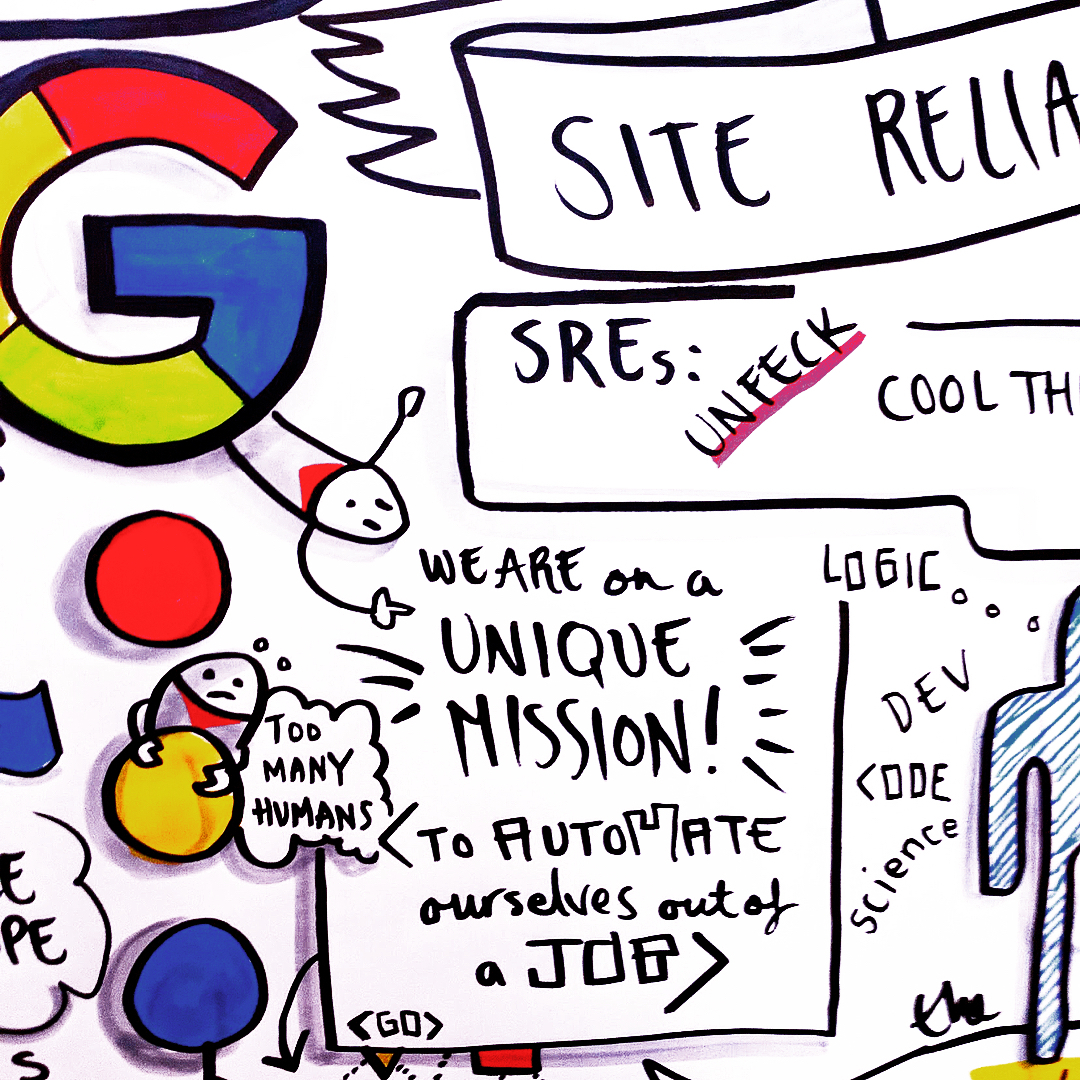 G
SITE RELIA
SREs: UNFECK COOL TH
WE ARE on a
UNIQUE
MISSION!
<TO AUTOMATE
ourselves out of
a JOB>
<GO>
TOO
MANY
HUMANS
LOGIC
DEV
CODE
science
E
PE
S